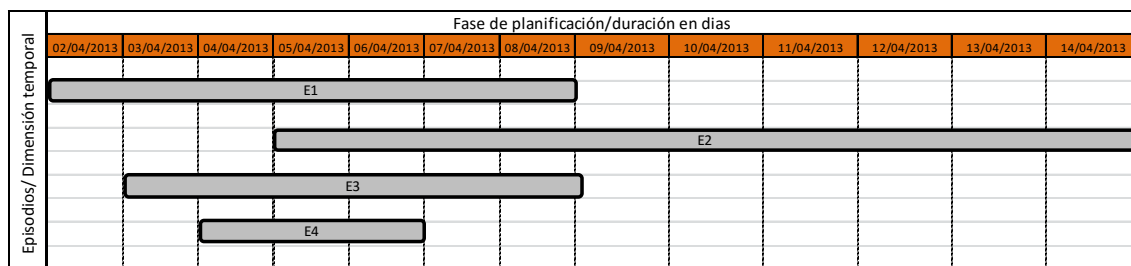 Fase de planificación/duración en dias
Episodios/ Dimensión temporal
02/04/2013 03/04/2013 04/04/2013 05/04/2013 06/04/2013 07/04/2013 08/04/2013 09/04/2013 10/04/2013 11/04/2013 12/04/2013 13/04/2013 14/04/2013
E1
E2
E3
E4